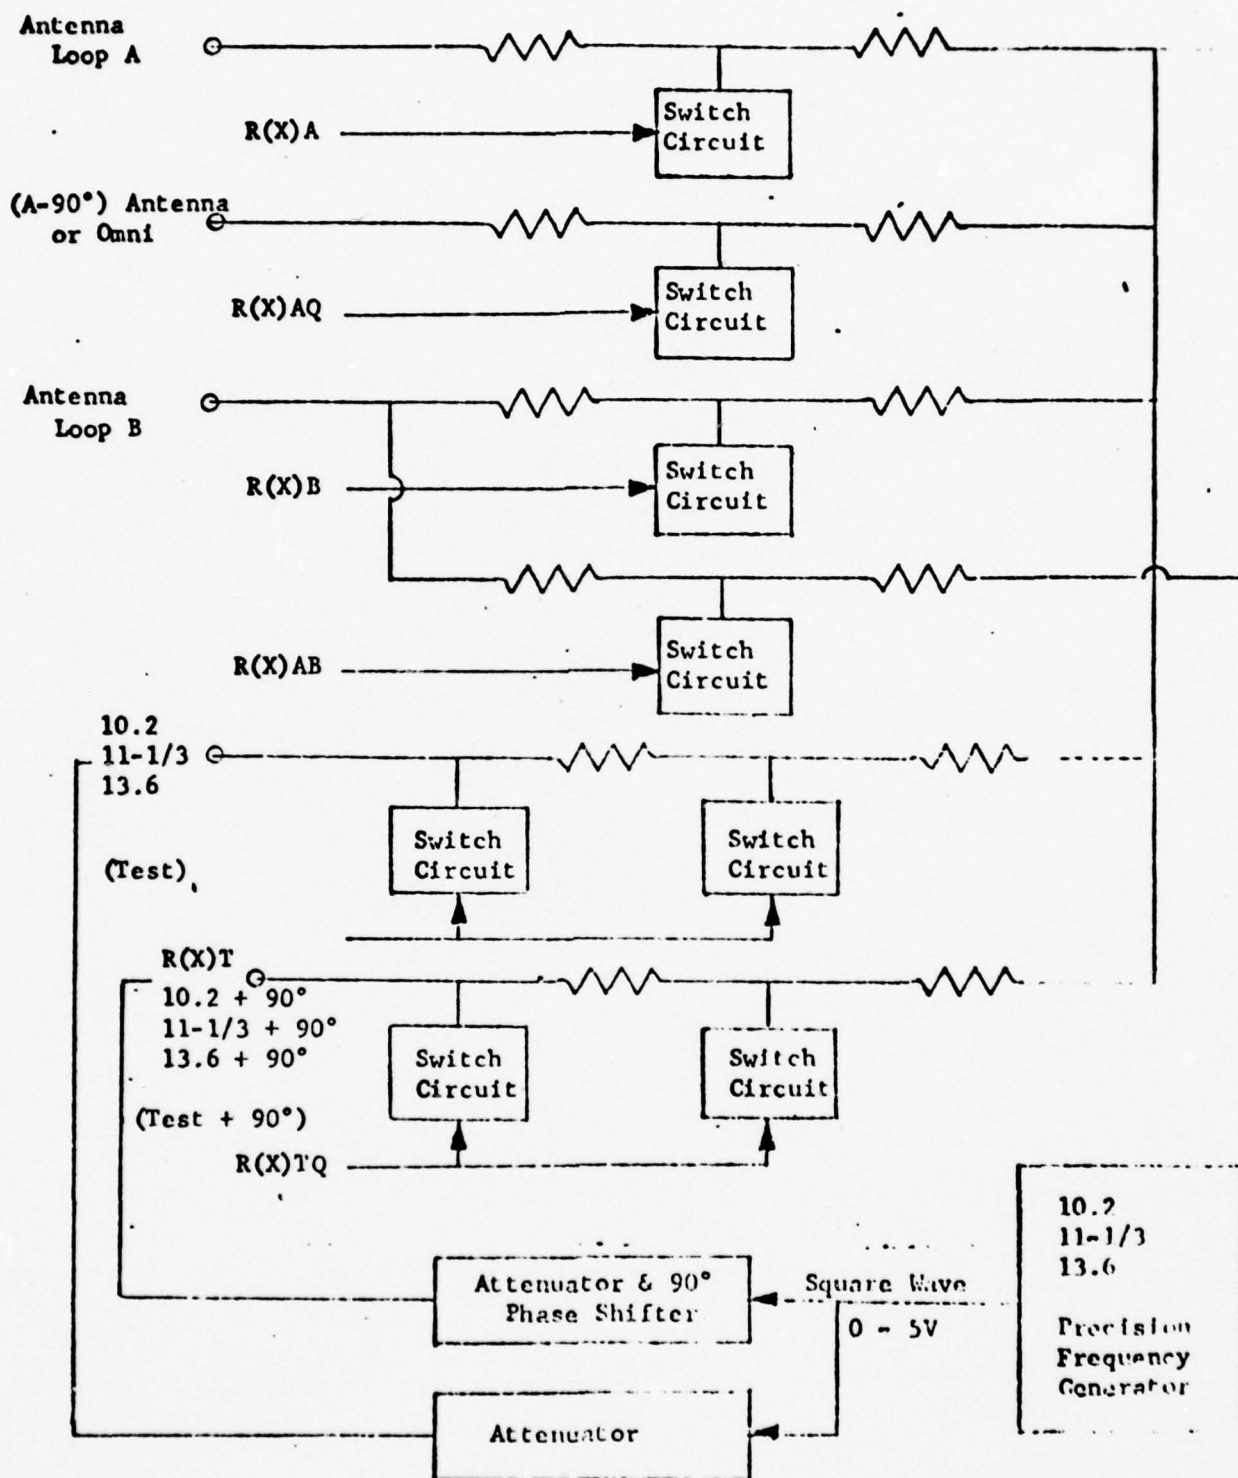 Antenna
Loop A
Switch
Circuit
R(X)A
(A-90°) Antenna
or Omni
Switch
Circuit
R(X)AQ
Antenna
Loop B
Switch
Circuit
R(X)B
Switch
Circuit
R(X)AB
10.2
11-1/3
13.6
(Test)
Switch
Circuit
Switch
Circuit
R(X)T
10.2 + 90°
11-1/3 + 90°
13.6 + 90°
(Test + 90°)
Switch
Circuit
Switch
Circuit
R(X)TQ
10.2
11-1/3
13.6
Precision
Frequency
Generator
Attenuator & 90°
Phase Shifter
Square Wave
0 - 5V
Attenuator